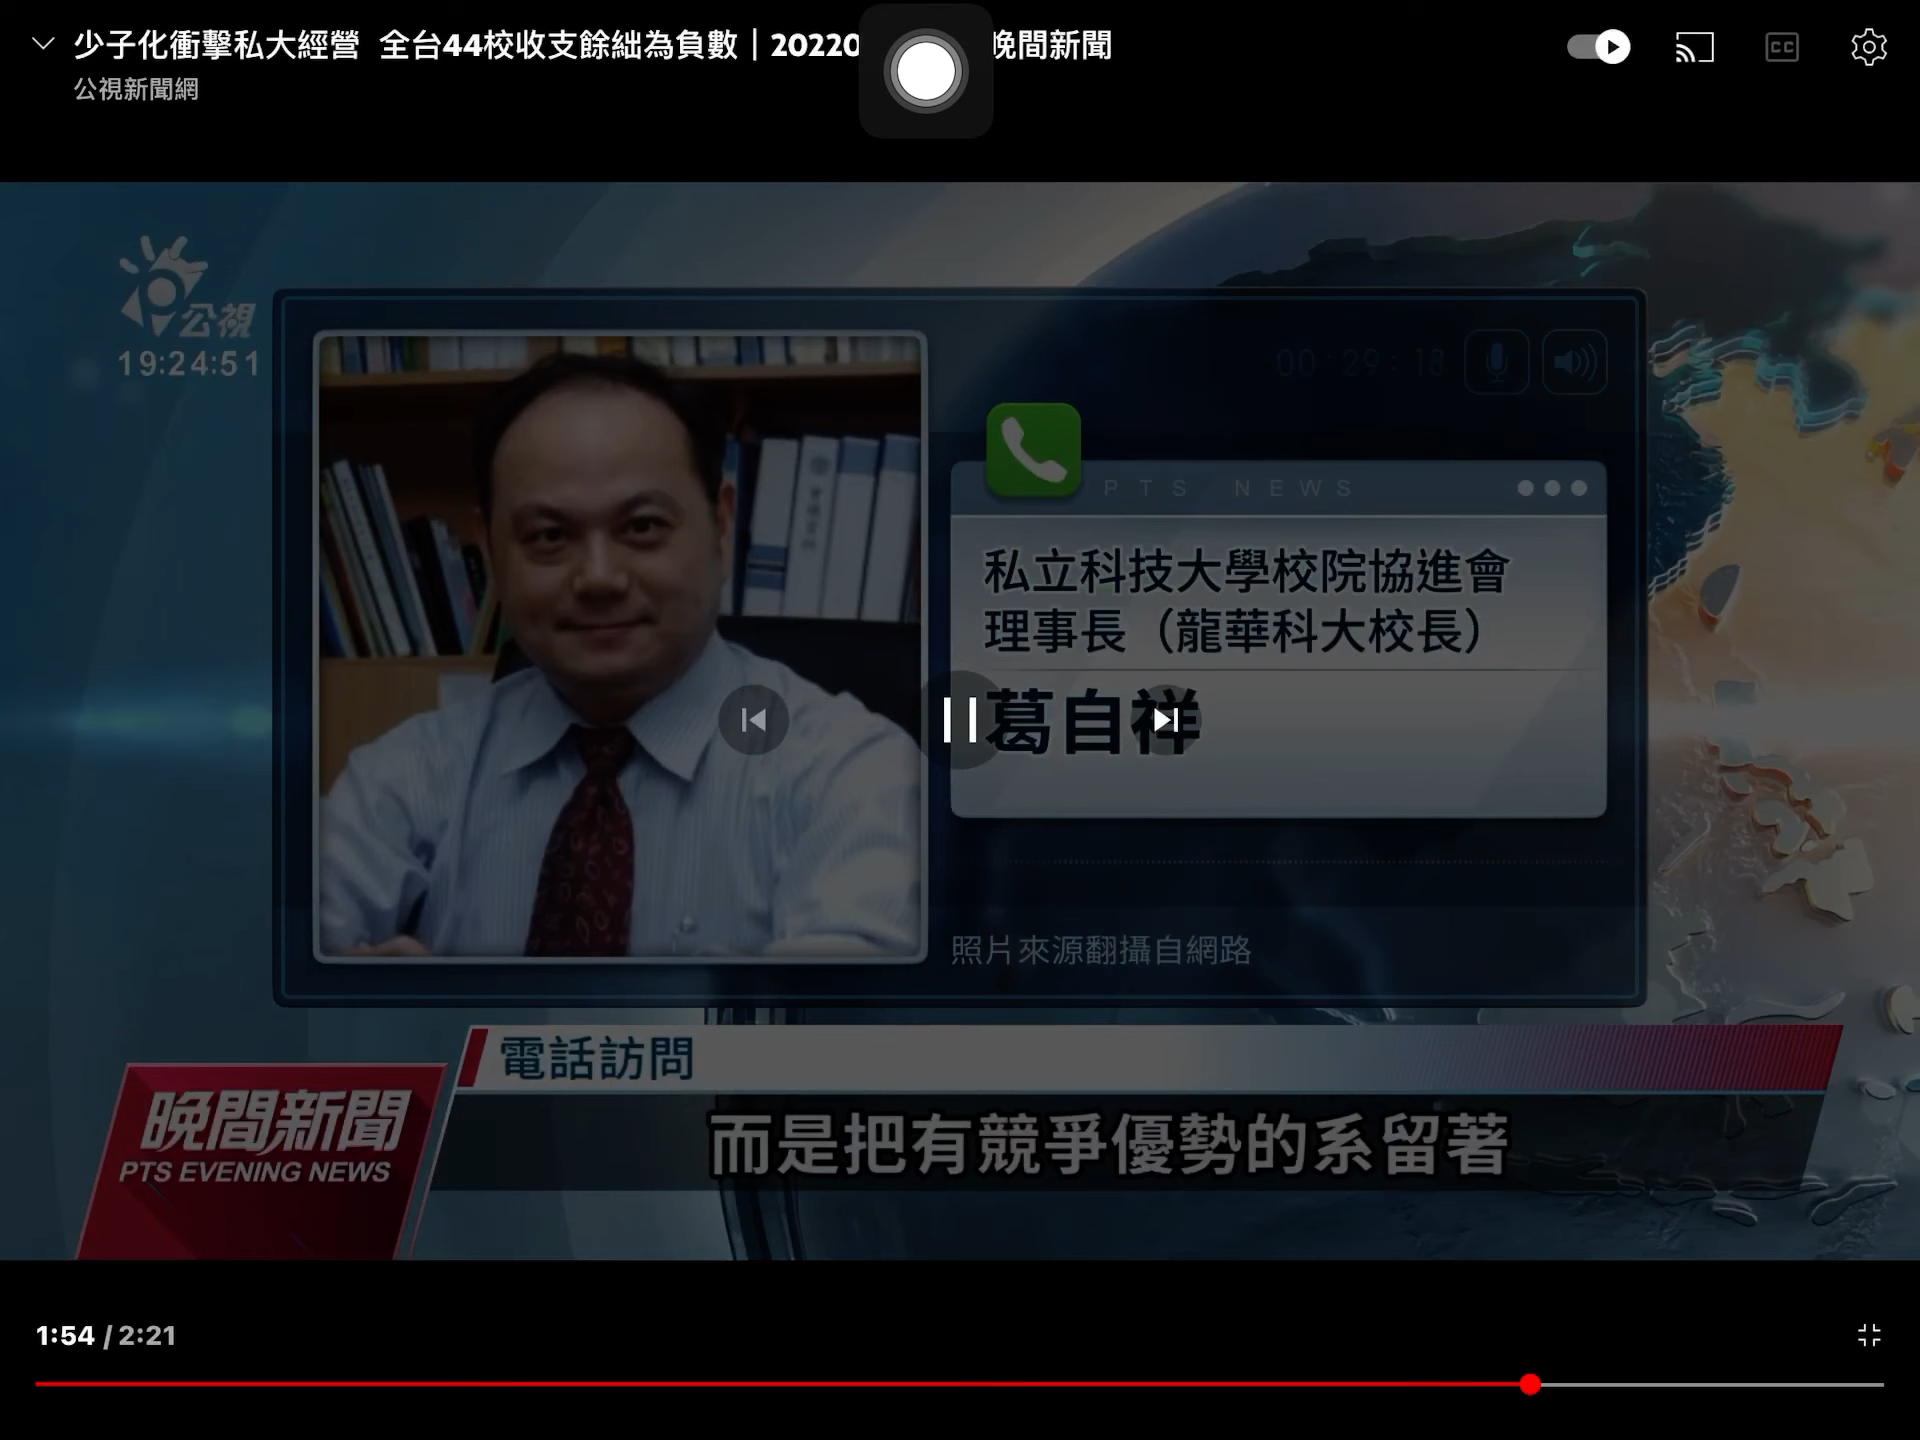 少子化衝擊私大經營 全台44校收支餘絀為負數｜20220 晚間新聞
公視新聞網
公視
19:24:51
00:29:18
PTS NEWS
私立科技大學校院協進會
理事長（龍華科大校長）
葛自祥
照片來源翻攝自網路
電話訪問
晚間新聞
PTS EVENING NEWS
而是把有競爭優勢的系留著
1:54 / 2:21
CC